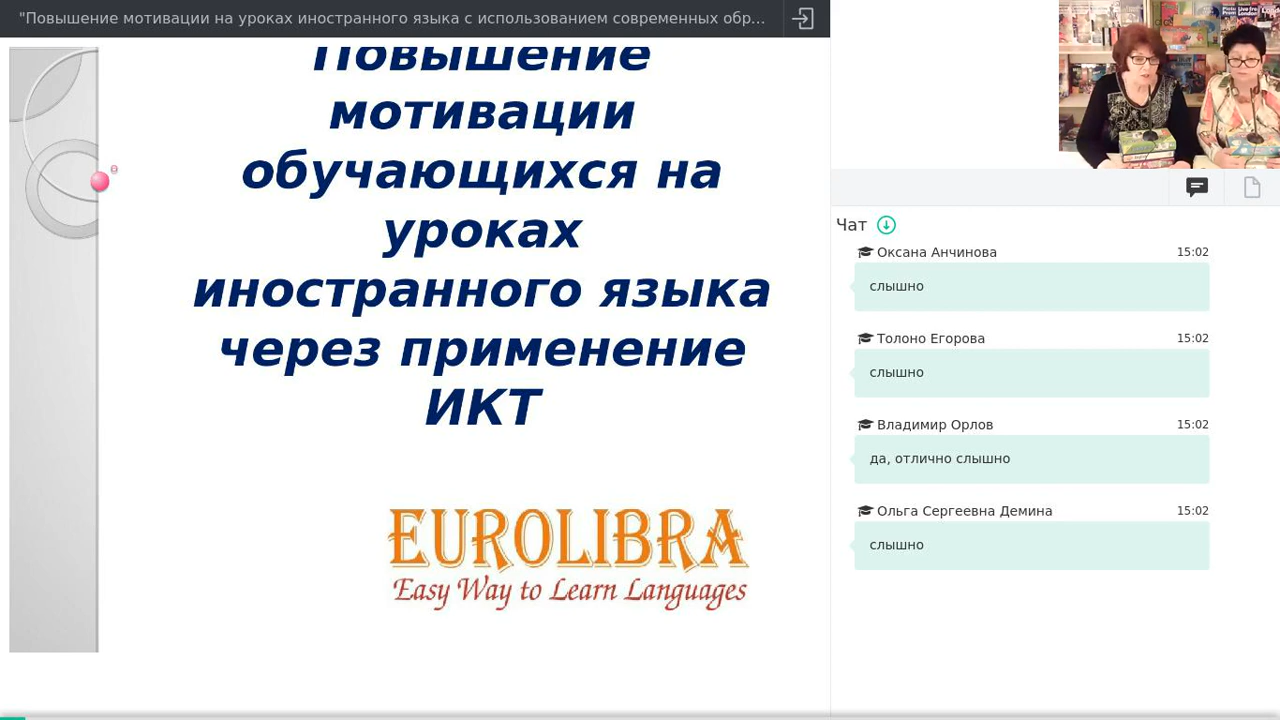 "Повышение мотивации на уроках иностранного языка с использованием современных обр...
Повышение
мотивации
обучающихся на
уроках
иностранного языка
через применение
ИКТ
EUROLIBRA
Easy Way to Learn Languages
Чат
Оксана Анчинова 15:02
слышно
Толоно Егорова 15:02
слышно
Владимир Орлов 15:02
да, отлично слышно
Ольга Сергеевна Демина 15:02
слышно